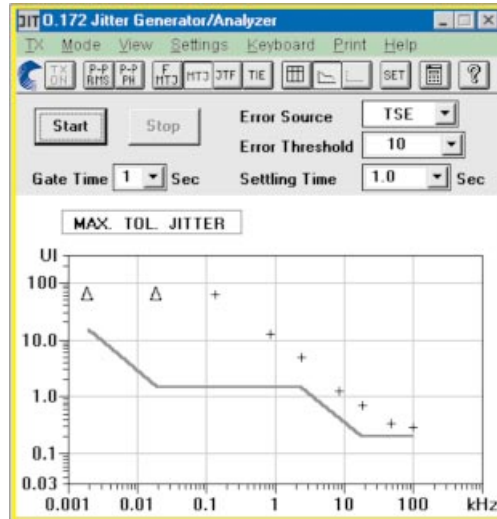 JIT 0.172 Jitter Generator/Analyzer
TX Mode View Settings Keyboard Print Help
TX ON P-P RMS P-P PH F MTJ MTJ JTF TIE SET ?
Start Stop Error Source TSE
Error Threshold 10
Gate Time 1 Sec Settling Time 1.0 Sec
MAX. TOL. JITTER
UI
100
10.0
1.0
0.1
0.03
0.001 0.01 0.1 1 10 100 kHz